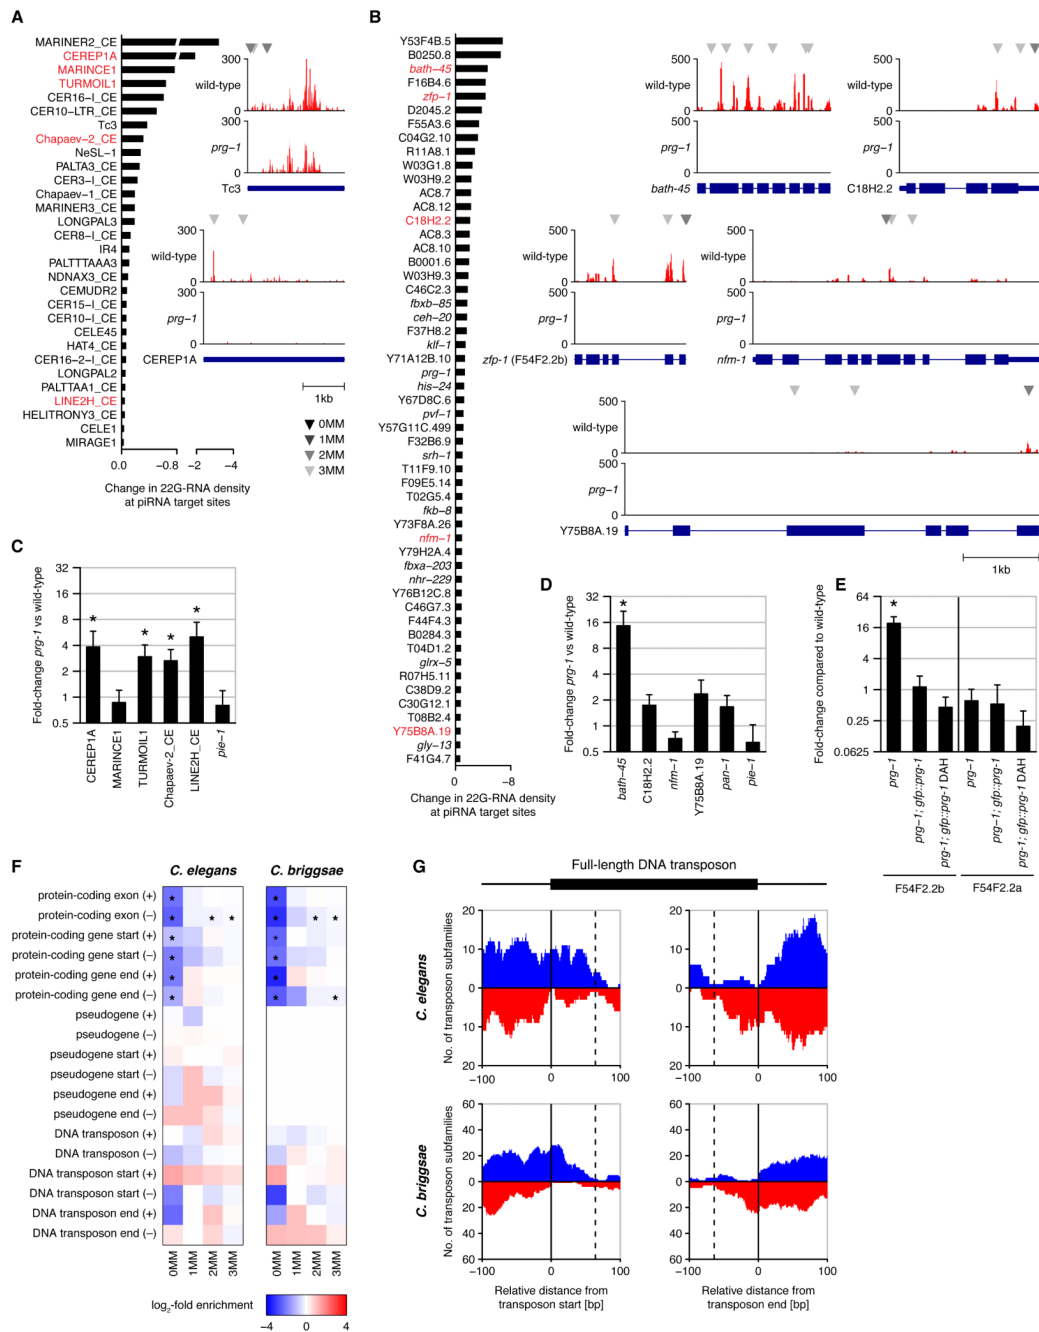 A
MARINER2_CE
CEREP1A
MARINCE1
TURMOIL1
CER16-I_CE
CER10-LTR_CE
Tc3
Chapaev-2_CE
NeSL-1
PALTA3_CE
CER3-I_CE
Chapaev-1_CE
MARINER3_CE
LONGPAL3
CER8-I_CE
IR4
PALTTTAAA3
NDNAX3_CE
CEMUDR2
CER15-I_CE
CER10-I_CE
CELE45
HAT4_CE
CER16-2-I_CE
LONGPAL2
PALTTAA1_CE
LINE2H_CE
HELITRONY3_CE
CELE1
MIRAGE1
0.0 −0.8 −2 −4
Change in 22G-RNA density
at piRNA target sites
300
wild-type
0
300
prg-1
0
Tc3
300
wild-type
0
300
prg-1
0
CEREP1A
1kb
0MM
1MM
2MM
3MM
B
Y53F4B.5
B0250.8
bath-45
F16B4.6
zfp-1
D2045.2
F55A3.6
C04G2.10
R11A8.1
W03G1.8
W03H9.2
AC8.7
AC8.12
C18H2.2
AC8.3
AC8.10
B0001.6
W03H9.3
C46C2.3
fbxb-85
ceh-20
F37H8.2
klf-1
Y71A12B.10
prg-1
his-24
Y67D8C.6
pvf-1
Y57G11C.499
F32B6.9
srh-1
T11F9.10
F09E5.14
T02G5.4
fkb-8
Y73F8A.26
nfm-1
Y79H2A.4
fbxa-203
nhr-229
Y76B12C.8
C46G7.3
F44F4.3
B0284.3
T04D1.2
glrx-5
R07H5.11
C38D9.2
C30G12.1
T08B2.4
Y75B8A.19
gly-13
F41G4.7
0 −8
Change in 22G-RNA density
at piRNA target sites
500
wild-type
0
500
prg-1
0
bath-45
500
wild-type
0
500
prg-1
0
C18H2.2
500
wild-type
0
500
prg-1
0
zfp-1 (F54F2.2b)
500
wild-type
0
500
prg-1
0
nfm-1
500
wild-type
0
500
prg-1
0
Y75B8A.19
1kb
C
Fold-change prg-1 vs wild-type
32
16
8
4
2
1
0.5
* * * *
CEREP1A
MARINCE1
TURMOIL1
Chapaev-2_CE
LINE2H_CE
pie-1
D
Fold-change prg-1 vs wild-type
32
16
8
4
2
1
0.5
*
bath-45
C18H2.2
nfm-1
Y75B8A.19
pan-1
pie-1
E
Fold-change compared to wild-type
64
16
4
1
0.25
0.0625
*
prg-1
prg-1; gfp::prg-1
prg-1; gfp::prg-1 DAH
prg-1
prg-1; gfp::prg-1
prg-1; gfp::prg-1 DAH
F54F2.2b F54F2.2a
F
C. elegans C. briggsae
protein-coding exon (+) * *
protein-coding exon (−) * * * * * *
protein-coding gene start (+) * *
protein-coding gene start (−) * *
protein-coding gene end (+) * *
protein-coding gene end (−) * * *
pseudogene (+)
pseudogene (−)
pseudogene start (+)
pseudogene start (−)
pseudogene end (+)
pseudogene end (−)
DNA transposon (+)
DNA transposon (−)
DNA transposon start (+)
DNA transposon start (−)
DNA transposon end (+)
DNA transposon end (−)
0MM 1MM 2MM 3MM 0MM 1MM 2MM 3MM
log2-fold enrichment
−4 0 4
G
Full-length DNA transposon
C. elegans
No. of transposon subfamilies
20
10
0
10
20
−100 0 100
20
10
0
10
20
−100 0 100
C. briggsae
No. of transposon subfamilies
60
40
20
0
20
40
60
−100 0 100
60
40
20
0
20
40
60
−100 0 100
Relative distance from
transposon start [bp]
Relative distance from
transposon end [bp]